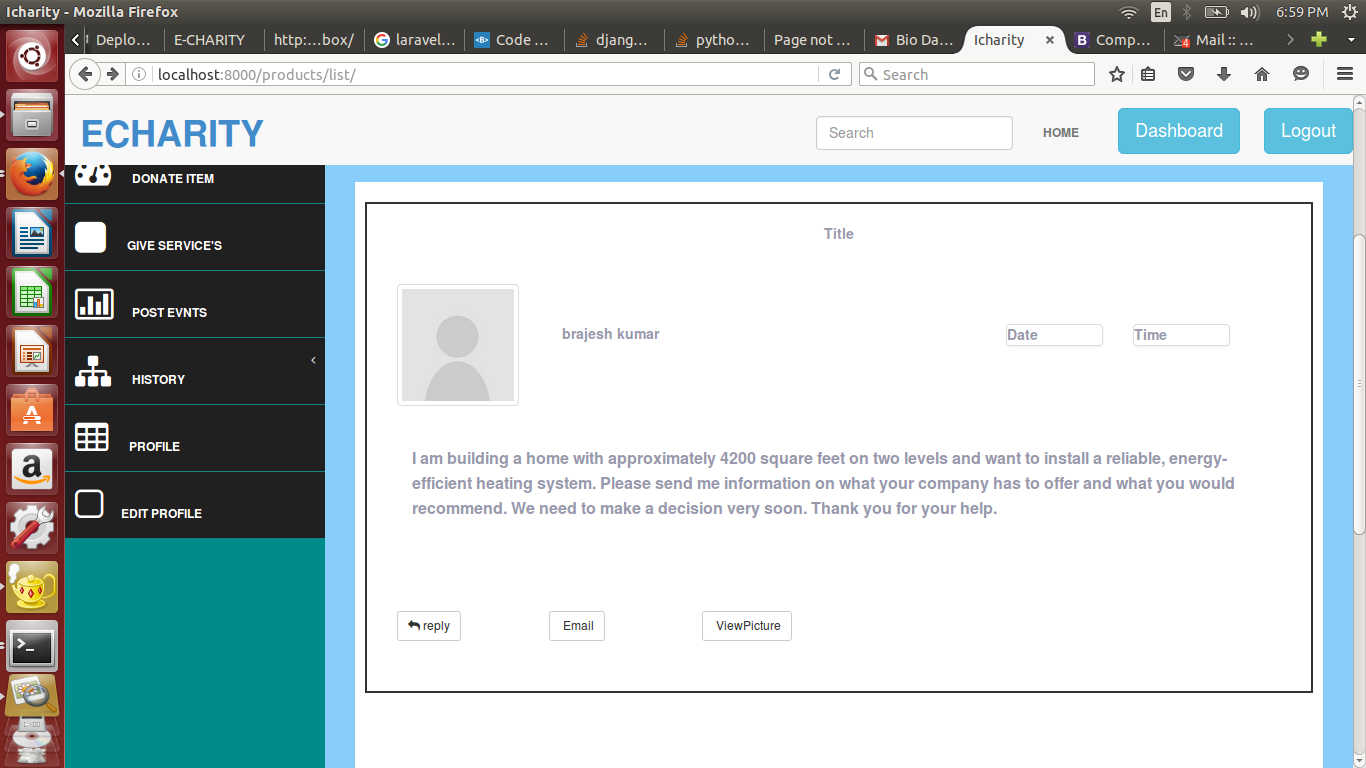 Icharity - Mozilla Firefox
En
6:59 PM
Deplo…
E-CHARITY
http:…box/
laravel…
<B>
Code …
djang…
pytho…
Page not …
Bio Da…
Icharity
×
B
Comp…
4
Mail :: …
localhost:8000/products/list/
Search
ECHARITY
Search
HOME
Dashboard
Logout
DONATE ITEM
GIVE SERVICE'S
POST EVNTS
HISTORY
PROFILE
EDIT PROFILE
Title
brajesh kumar
Date
Time
I am building a home with approximately 4200 square feet on two levels and want to install a reliable, energy-
efficient heating system. Please send me information on what your company has to offer and what you would
recommend. We need to make a decision very soon. Thank you for your help.
reply
Email
ViewPicture